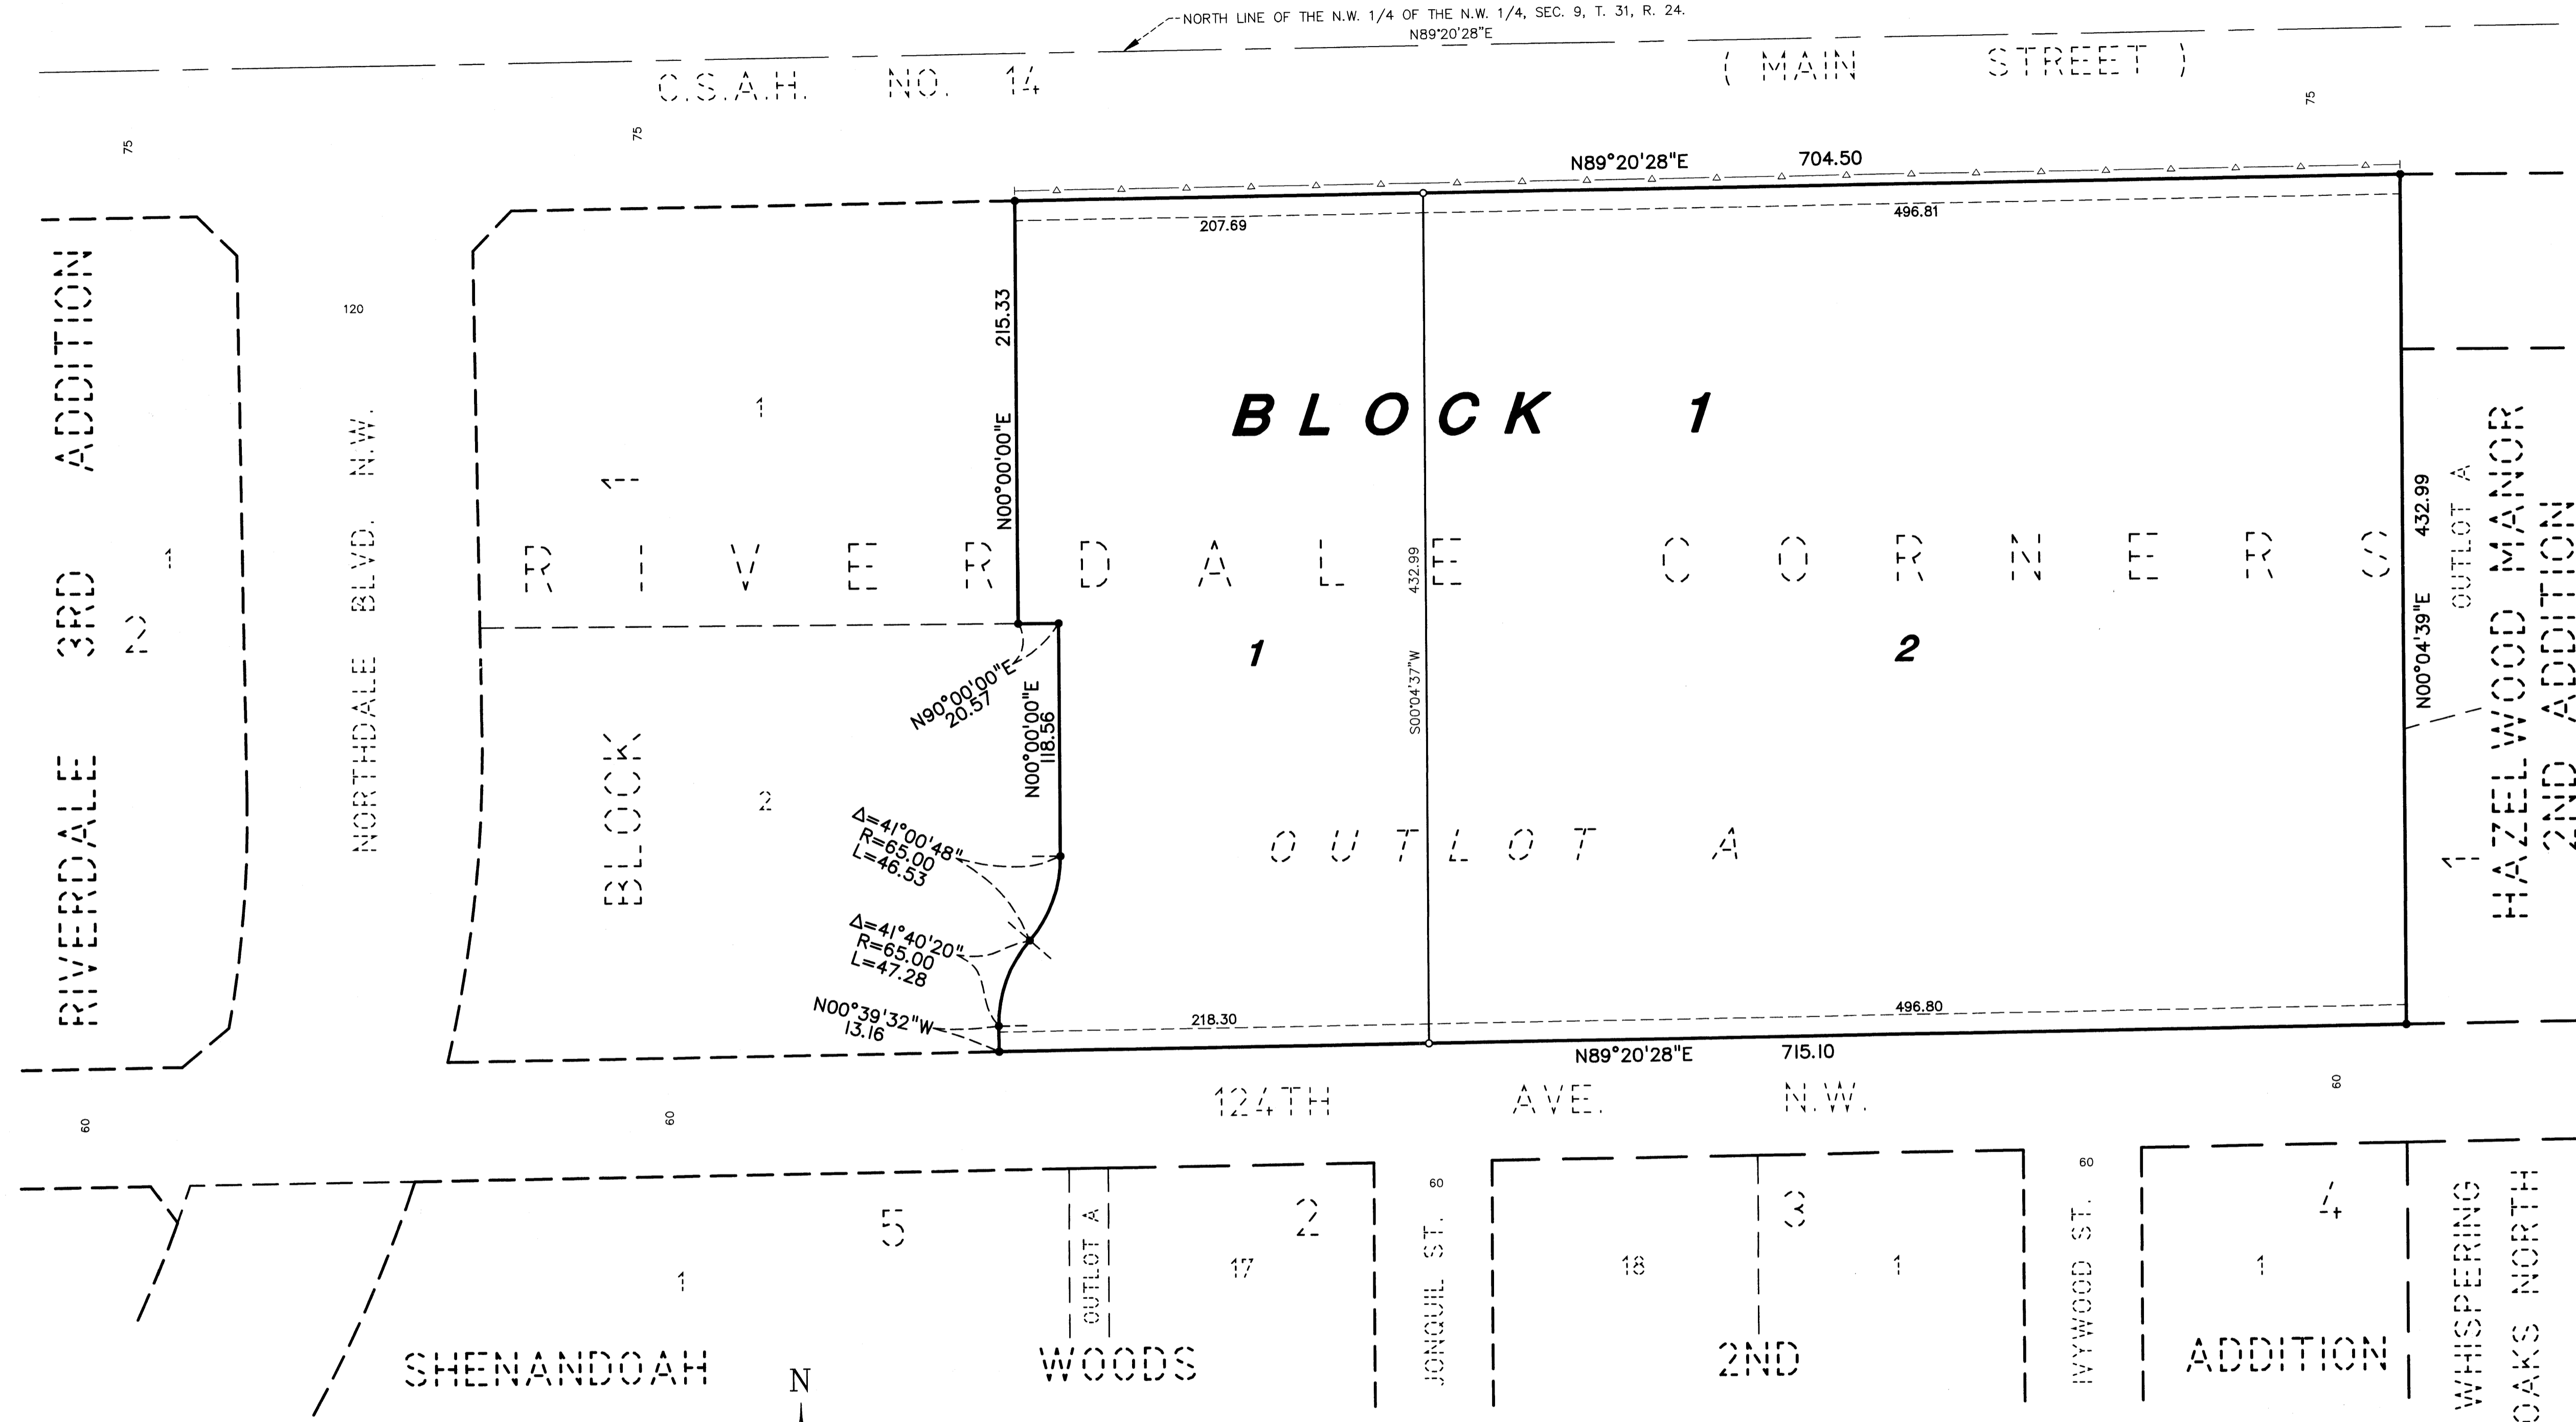 NORTH LINE OF THE N.W. 1/4 OF THE N.W. 1/4, SEC. 9, T. 31, R. 24.
N89°20'28"E
C.S.A.H. NO. 14 ( MAIN STREET )
75
75
75
N89°20'28"E 704.50
207.69
496.81
120
215.33
N00°00'00"E
BLOCK 1
RIVERDALE 3RD ADDITION
1
2
NORTHDALE BLVD. N.W.
1
1
BLOCK
2
RIVERDALE CORNERS
432.99
S00°04'37"W
1
2
N90°00'00"E
20.57
N00°00'00"E
118.56
OUTLOT A
Δ=41°00'48"
R=65.00
L=46.53
Δ=41°40'20"
R=65.00
L=47.28
N00°39'32"W
13.16
218.30
496.80
N89°20'28"E 715.10
432.99
N00°04'39"E
OUTLOT A
1
HAZELWOOD MANOR
2ND ADDITION
124TH AVE. N.W.
60
60
60
60
60
5
1
OUTLOT A
2
17
JONQUIL ST.
18
3
1
IVYWOOD ST.
4
1
SHENANDOAH WOODS 2ND ADDITION
WHISPERING
OAKS NORTH
N